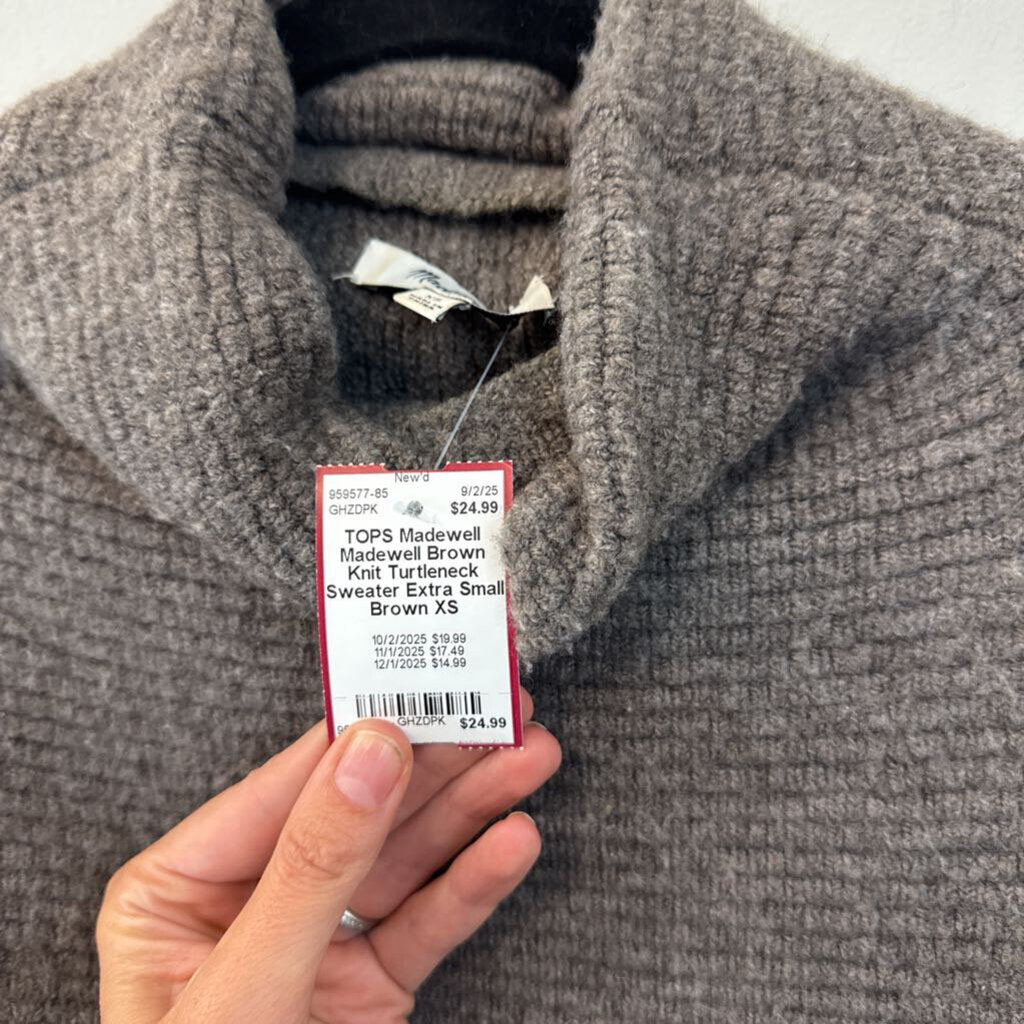 XS
New'd
959577-85 9/2/25
GHZDPK $24.99
TOPS Madewell
Madewell Brown
Knit Turtleneck
Sweater Extra Small
Brown XS
10/2/2025 $19.99
11/1/2025 $17.49
12/1/2025 $14.99
GHZDPK $24.99